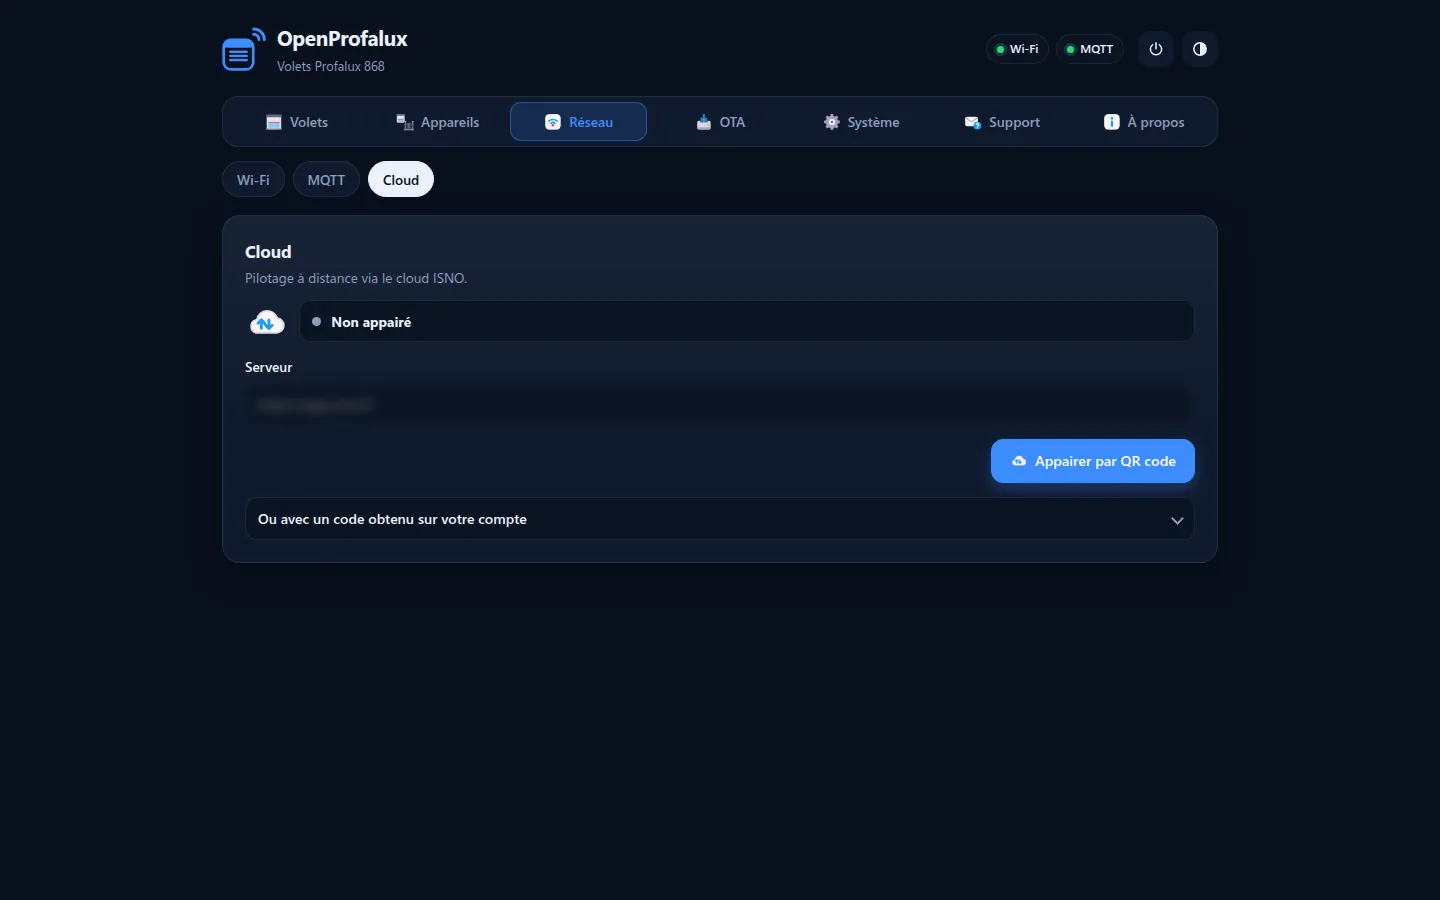 OpenProfalux
Volets Profalux 868
Wi-Fi
MQTT
Volets
Appareils
Réseau
OTA
Système
Support
À propos
Wi-Fi
MQTT
Cloud
Cloud
Pilotage à distance via le cloud ISNO.
Non appairé
Serveur
Appairer par QR code
Ou avec un code obtenu sur votre compte